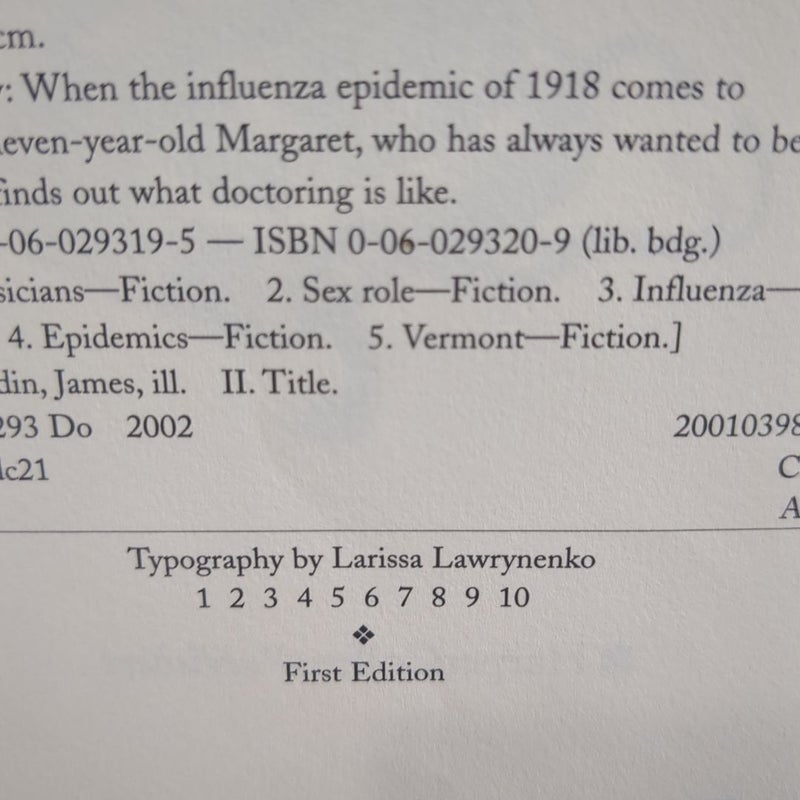 cm.
: When the influenza epidemic of 1918 comes to
even-year-old Margaret, who has always wanted to be
finds out what doctoring is like.
-06-029319-5 — ISBN 0-06-029320-9 (lib. bdg.)
sicians—Fiction. 2. Sex role—Fiction. 3. Influenza—
4. Epidemics—Fiction. 5. Vermont—Fiction.]
din, James, ill. II. Title.
293 Do 2002 20010398
dc21 C
A
Typography by Larissa Lawrynenko
1 2 3 4 5 6 7 8 9 10
❖
First Edition